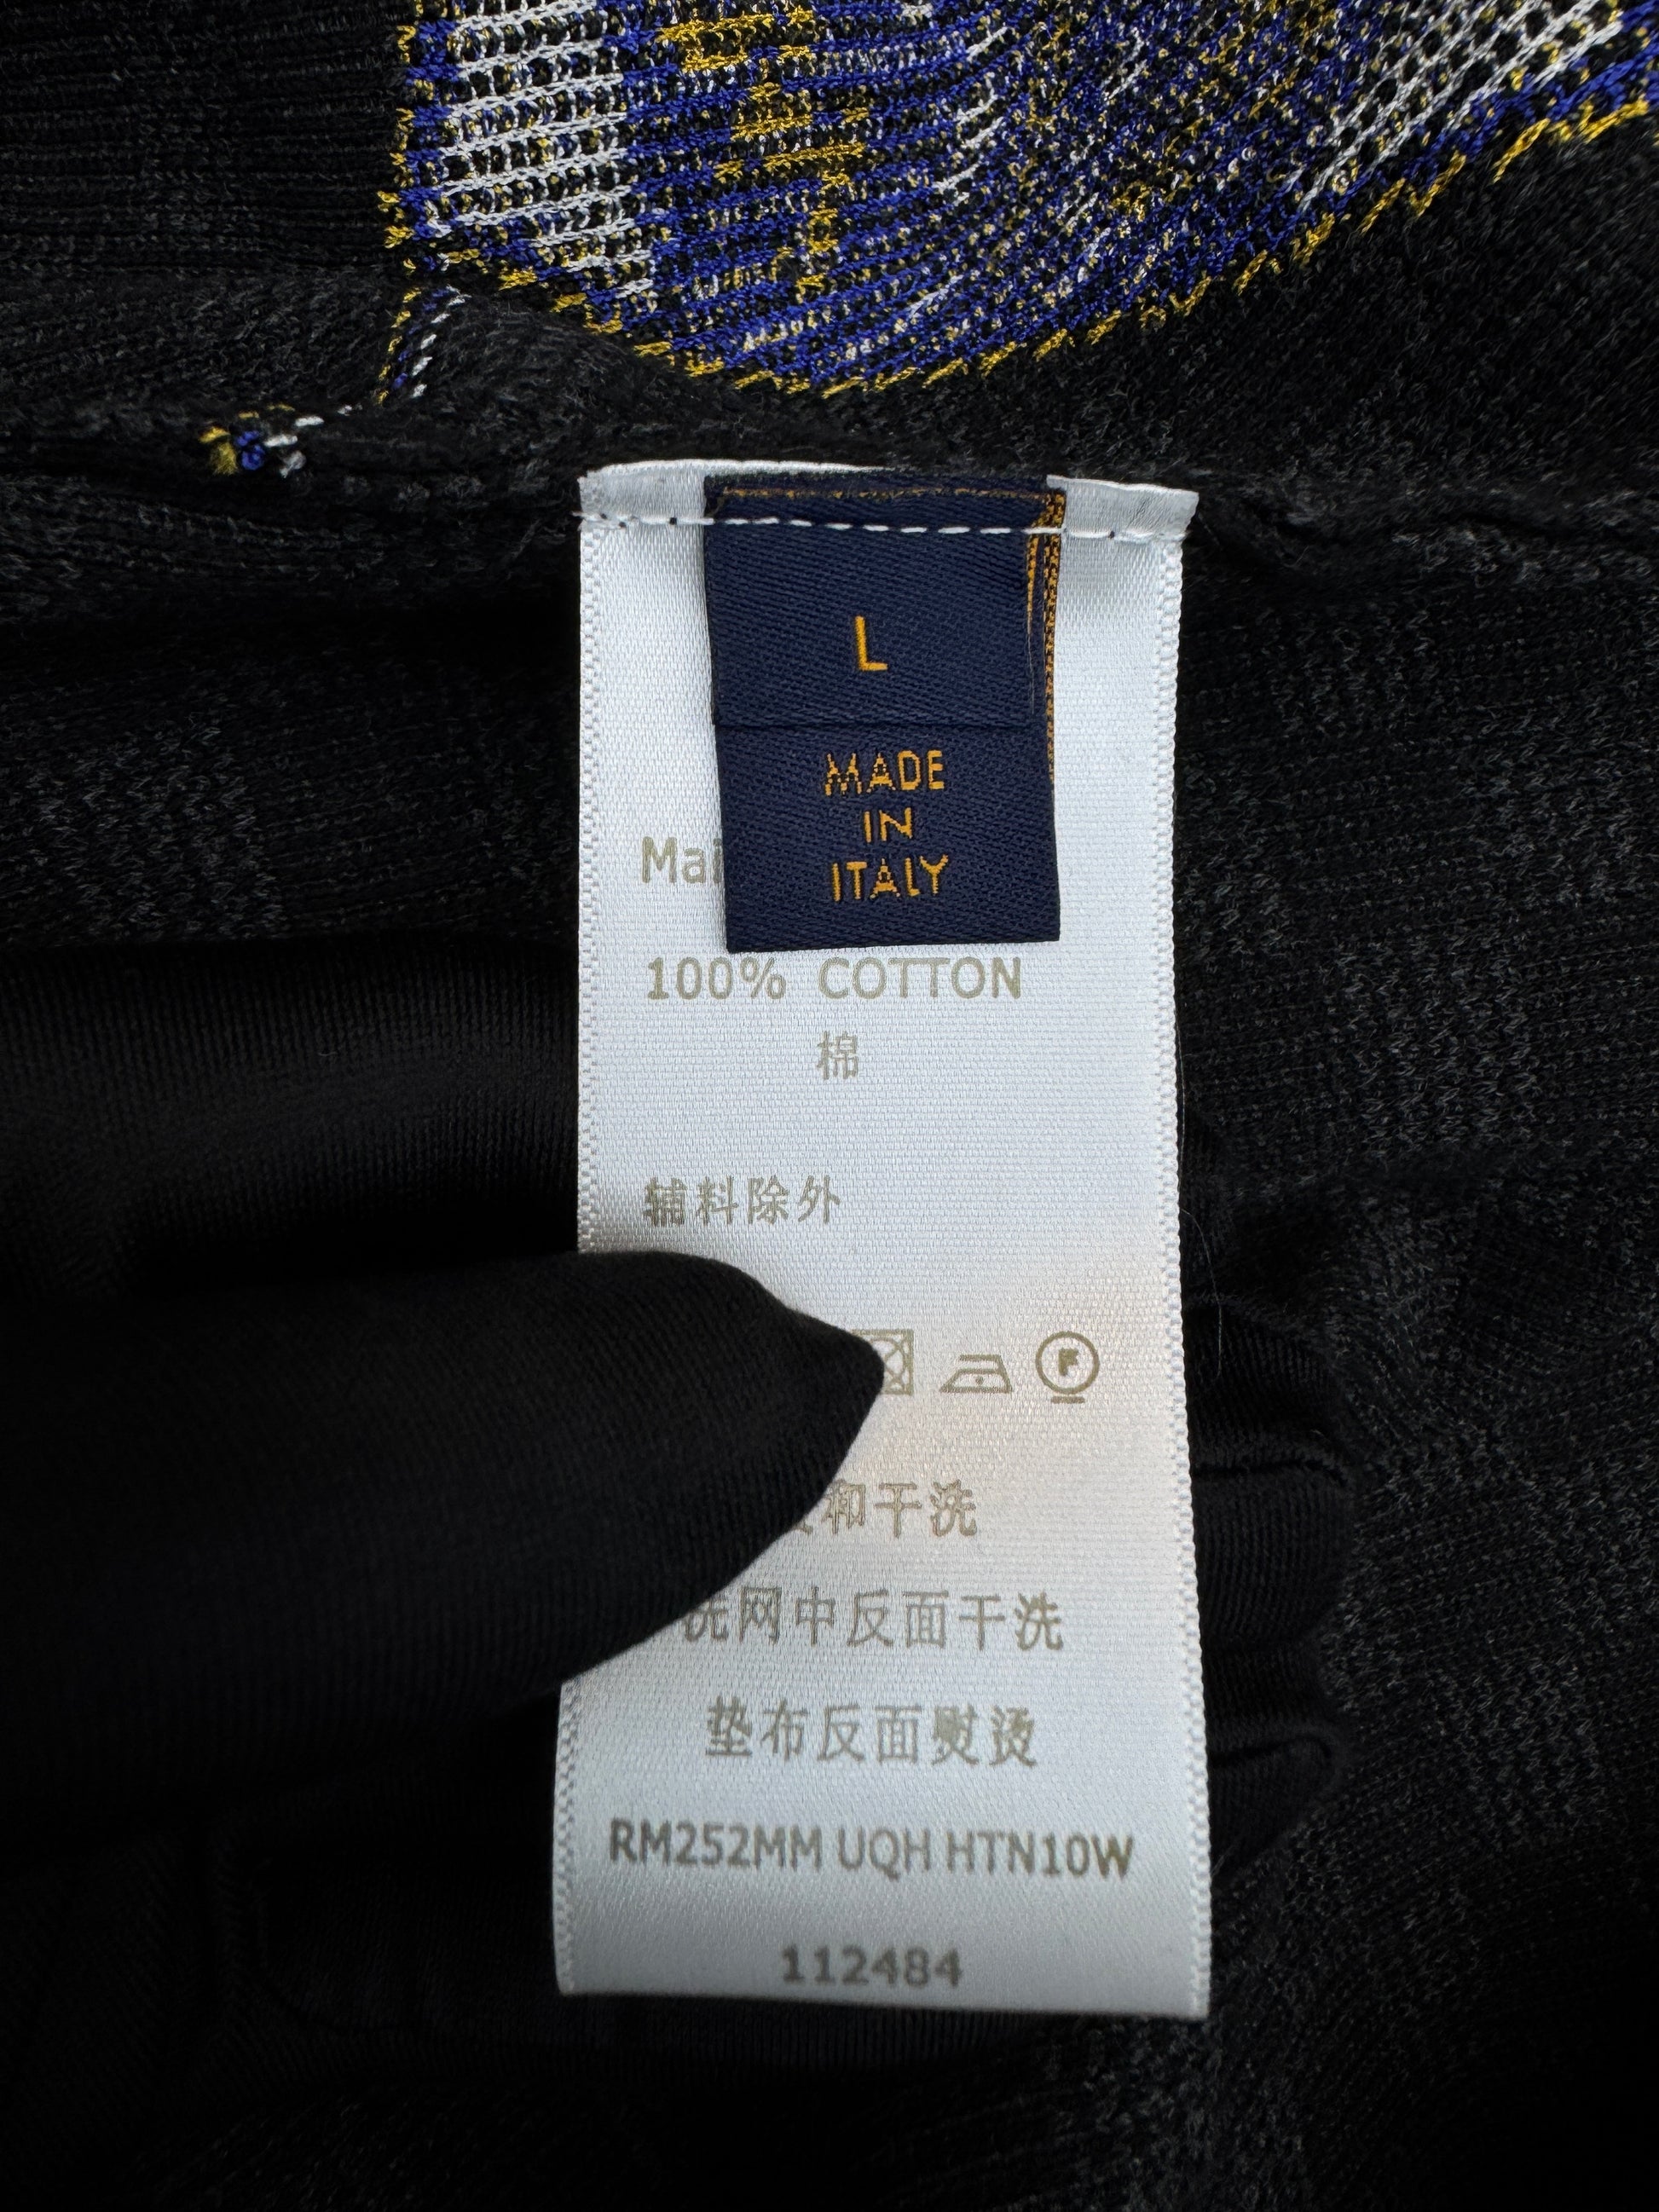 L
MADE
IN
ITALY
100% COTTON
棉
辅料除外
F
和干洗
洗网中反面干洗
垫布反面熨烫
RM252MM UQH HTN10W
112484